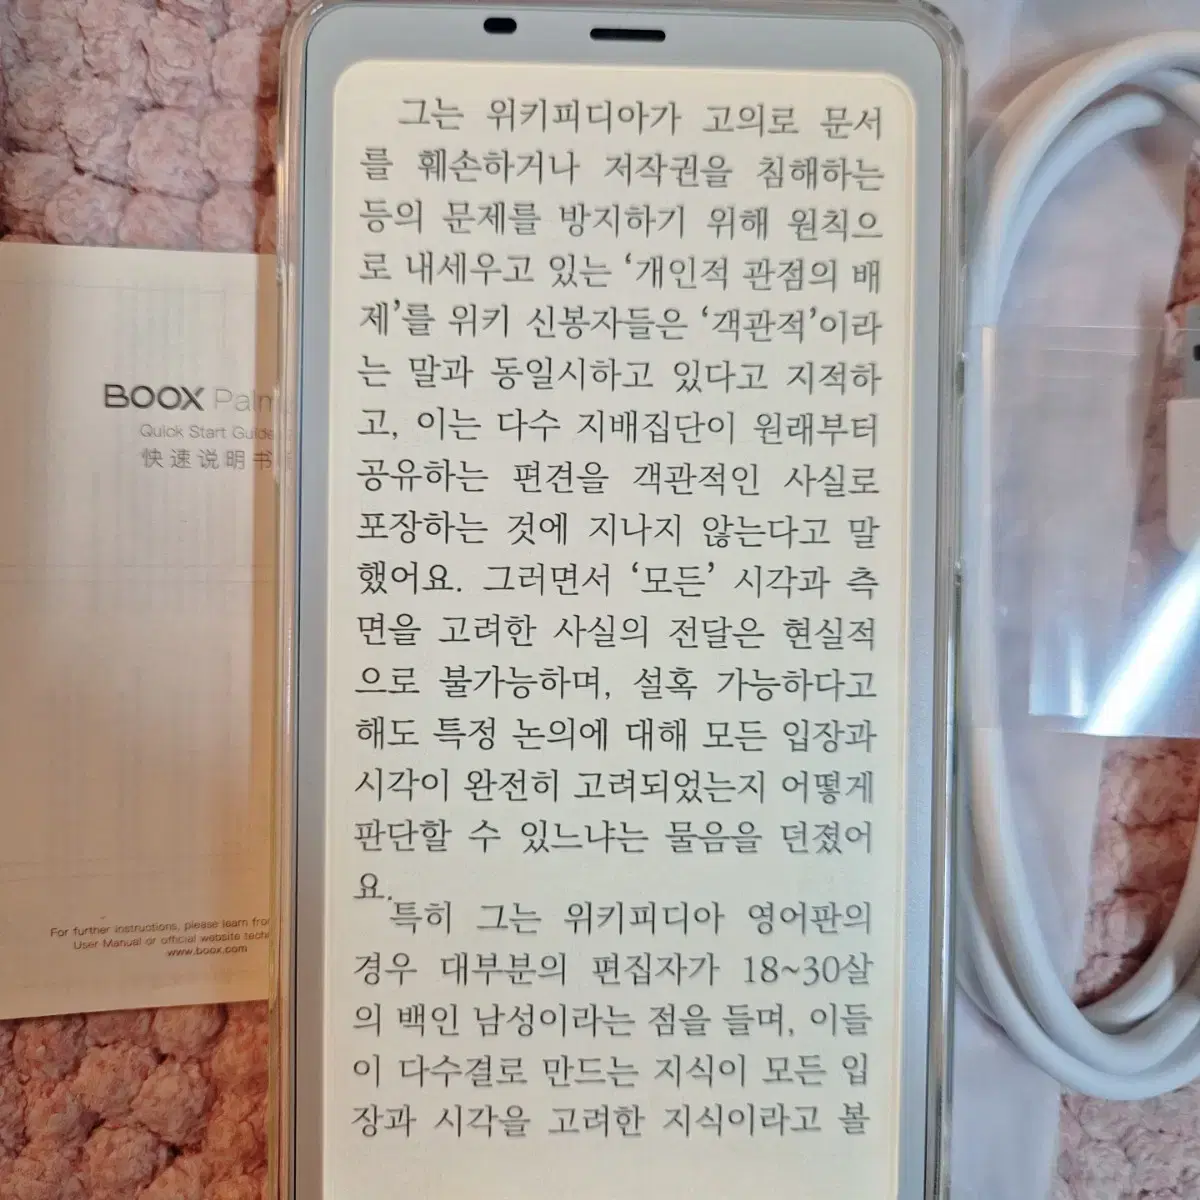 그는 위키피디아가 고의로 문서
를 훼손하거나 저작권을 침해하는
등의 문제를 방지하기 위해 원칙으
로 내세우고 있는 ‘개인적 관점의 배
제’를 위키 신봉자들은 ‘객관적’이라
는 말과 동일시하고 있다고 지적하
고, 이는 다수 지배집단이 원래부터
공유하는 편견을 객관적인 사실로
포장하는 것에 지나지 않는다고 말
했어요. 그러면서 ‘모든’ 시각과 측
면을 고려한 사실의 전달은 현실적
으로 불가능하며, 설혹 가능하다고
해도 특정 논의에 대해 모든 입장과
시각이 완전히 고려되었는지 어떻게
판단할 수 있느냐는 물음을 던졌어
요.
특히 그는 위키피디아 영어판의
경우 대부분의 편집자가 18~30살
의 백인 남성이라는 점을 들며, 이들
이 다수결로 만드는 지식이 모든 입
장과 시각을 고려한 지식이라고 볼
BOOX Palm
Quick Start Guide
快速说明书
For further instructions, please learn from
User Manual or official website
www.boox.com